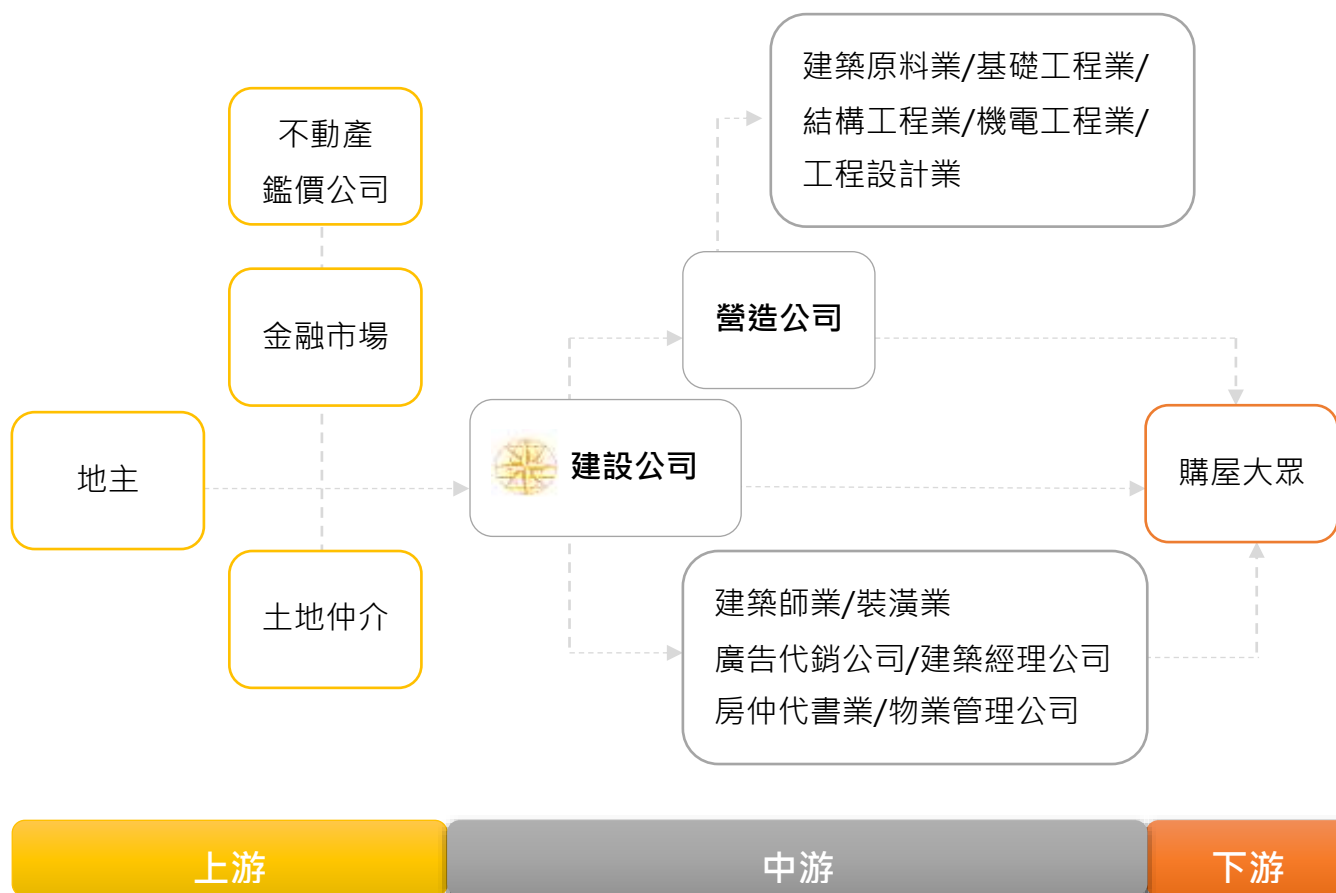 建築原料業/基礎工程業/
結構工程業/機電工程業/
工程設計業
不動產
鑑價公司
營造公司
金融市場
地主
建設公司
購屋大眾
土地仲介
建築師業/裝潢業
廣告代銷公司/建築經理公司
房仲代書業/物業管理公司
上游
中游
下游